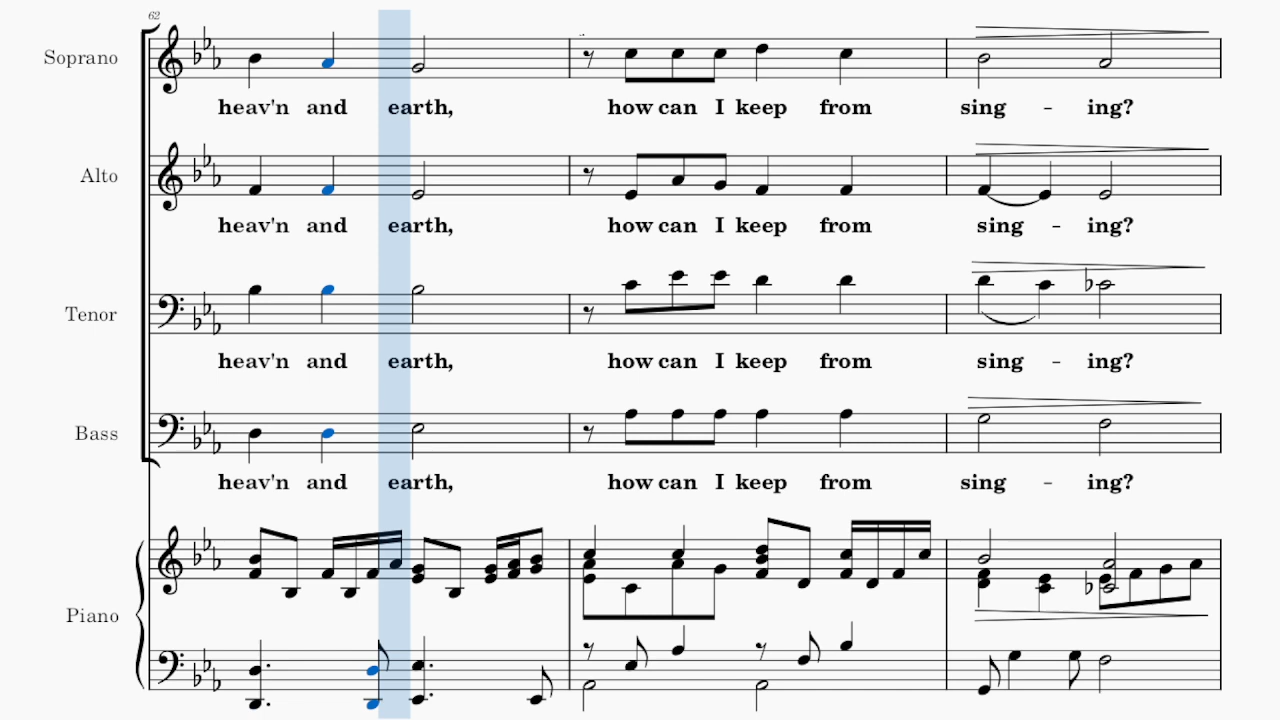 62
Soprano
heav'n and earth, how can I keep from sing - ing?
Alto
heav'n and earth, how can I keep from sing - ing?
Tenor
heav'n and earth, how can I keep from sing - ing?
Bass
heav'n and earth, how can I keep from sing - ing?
Piano